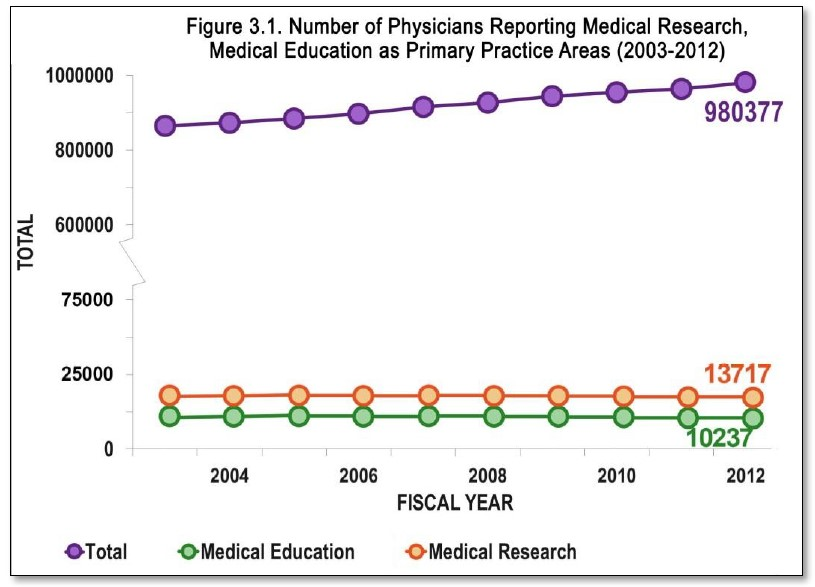 Figure 3.1. Number of Physicians Reporting Medical Research,
Medical Education as Primary Practice Areas (2003-2012)
1000000
980377
800000
600000
TOTAL
75000
13717
25000
10237
0
2004 2006 2008 2010 2012
FISCAL YEAR
Total Medical Education Medical Research